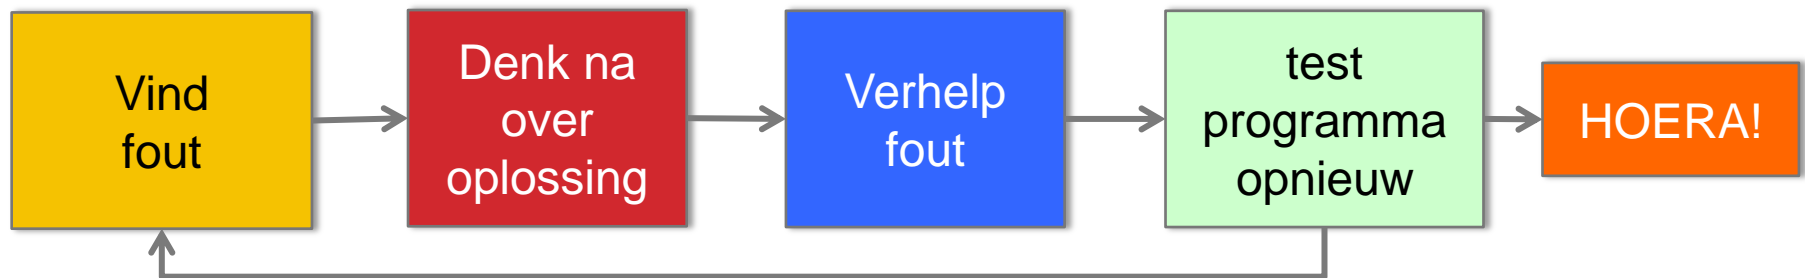 Vind
fout
Denk na
over
oplossing
Verhelp
fout
test
programma
opnieuw
HOERA!